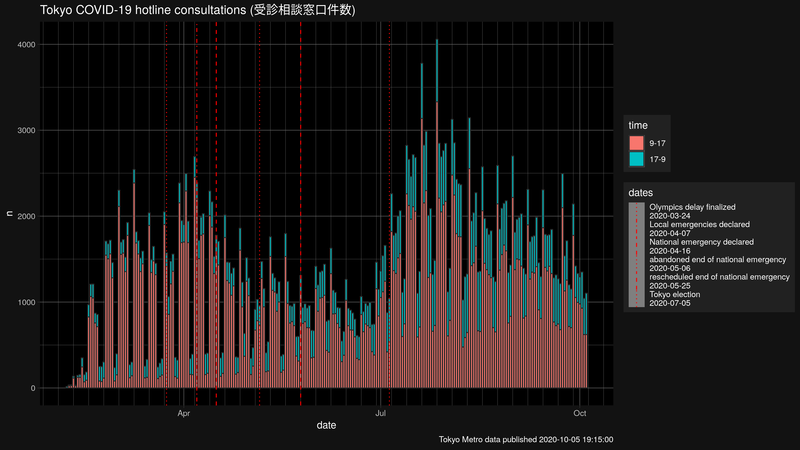 Tokyo COVID-19 hotline consultations (受診相談窓口件数)
4000
3000
2000
1000
0
n
Apr
Jul
Oct
date
time
9-17
17-9
dates
Olympics delay finalized
2020-03-24
Local emergencies declared
2020-04-07
National emergency declared
2020-04-16
abandoned end of national emergency
2020-05-06
rescheduled end of national emergency
2020-05-25
Tokyo election
2020-07-05
Tokyo Metro data published 2020-10-05 19:15:00